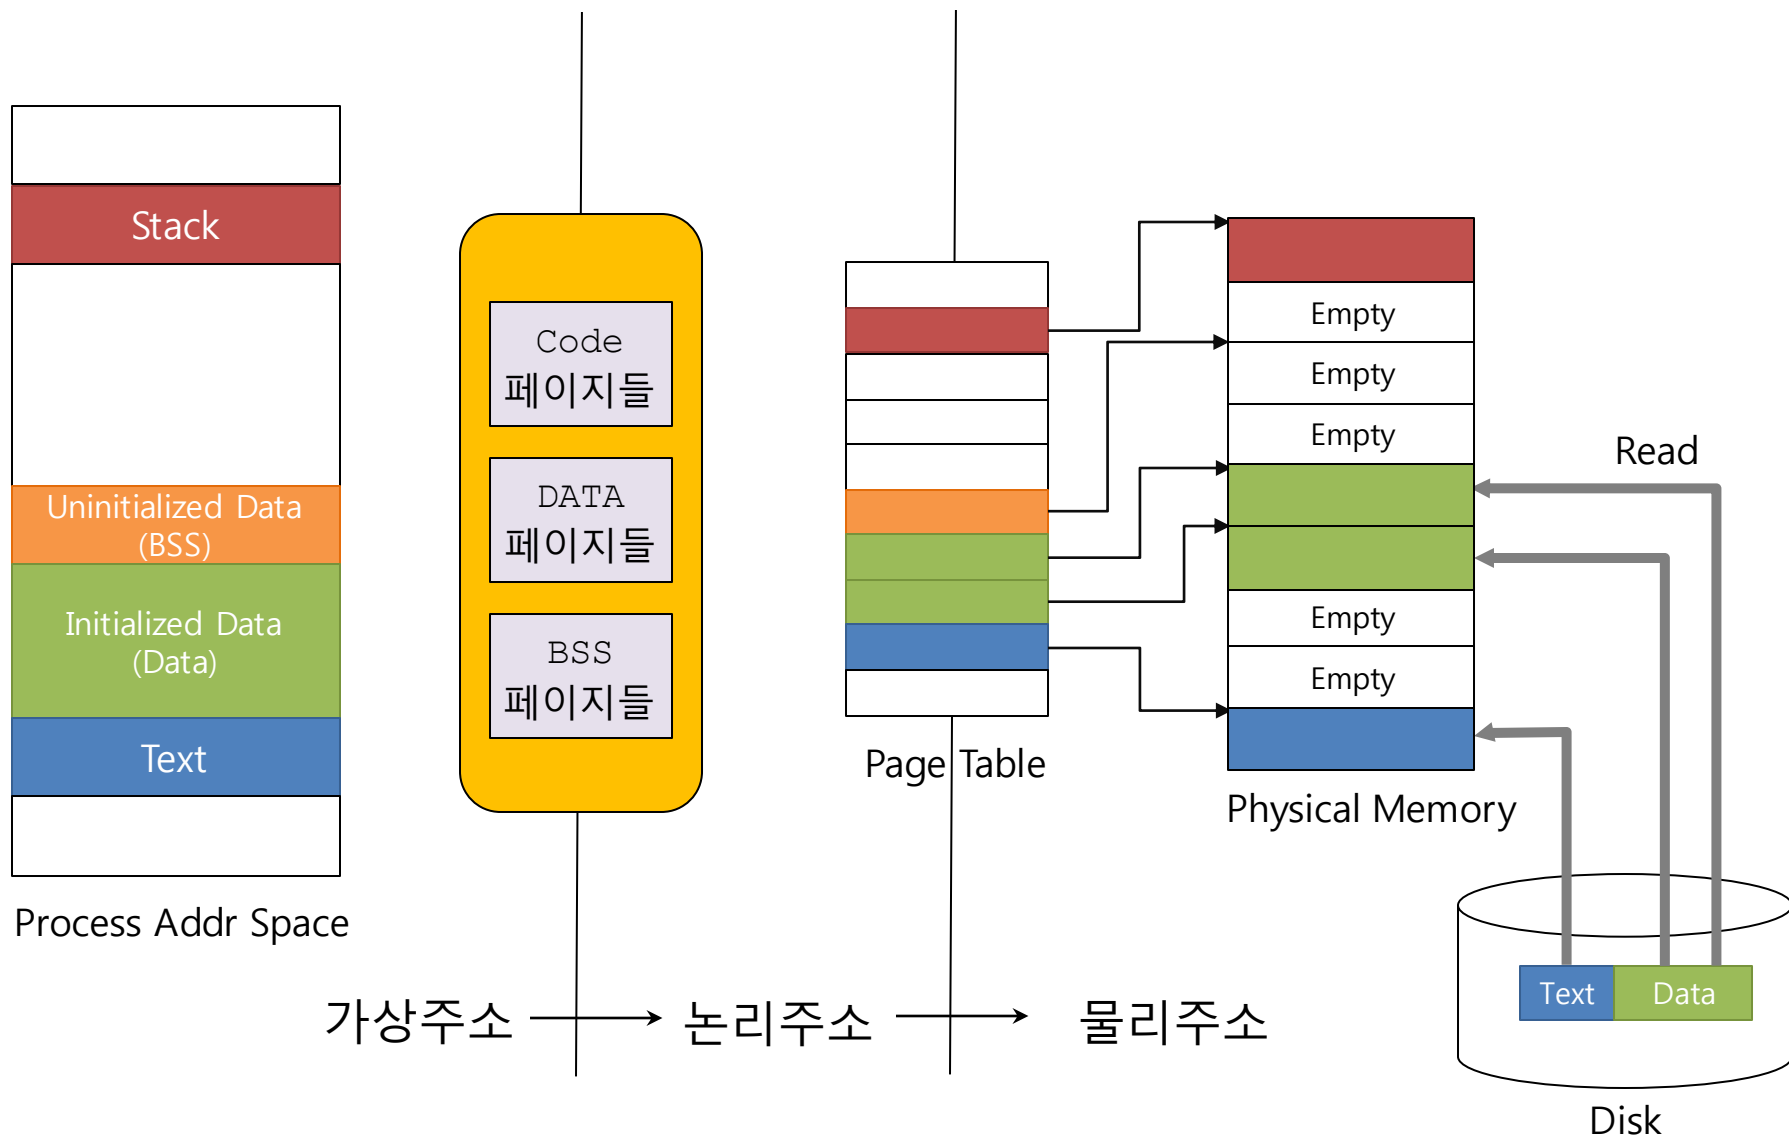 Stack
Uninitialized Data
(BSS)
Initialized Data
(Data)
Text
Process Addr Space
Code
페이지들
DATA
페이지들
BSS
페이지들
Page Table
Empty
Empty
Empty
Empty
Empty
Physical Memory
Read
Text
Data
Disk
가상주소
논리주소
물리주소